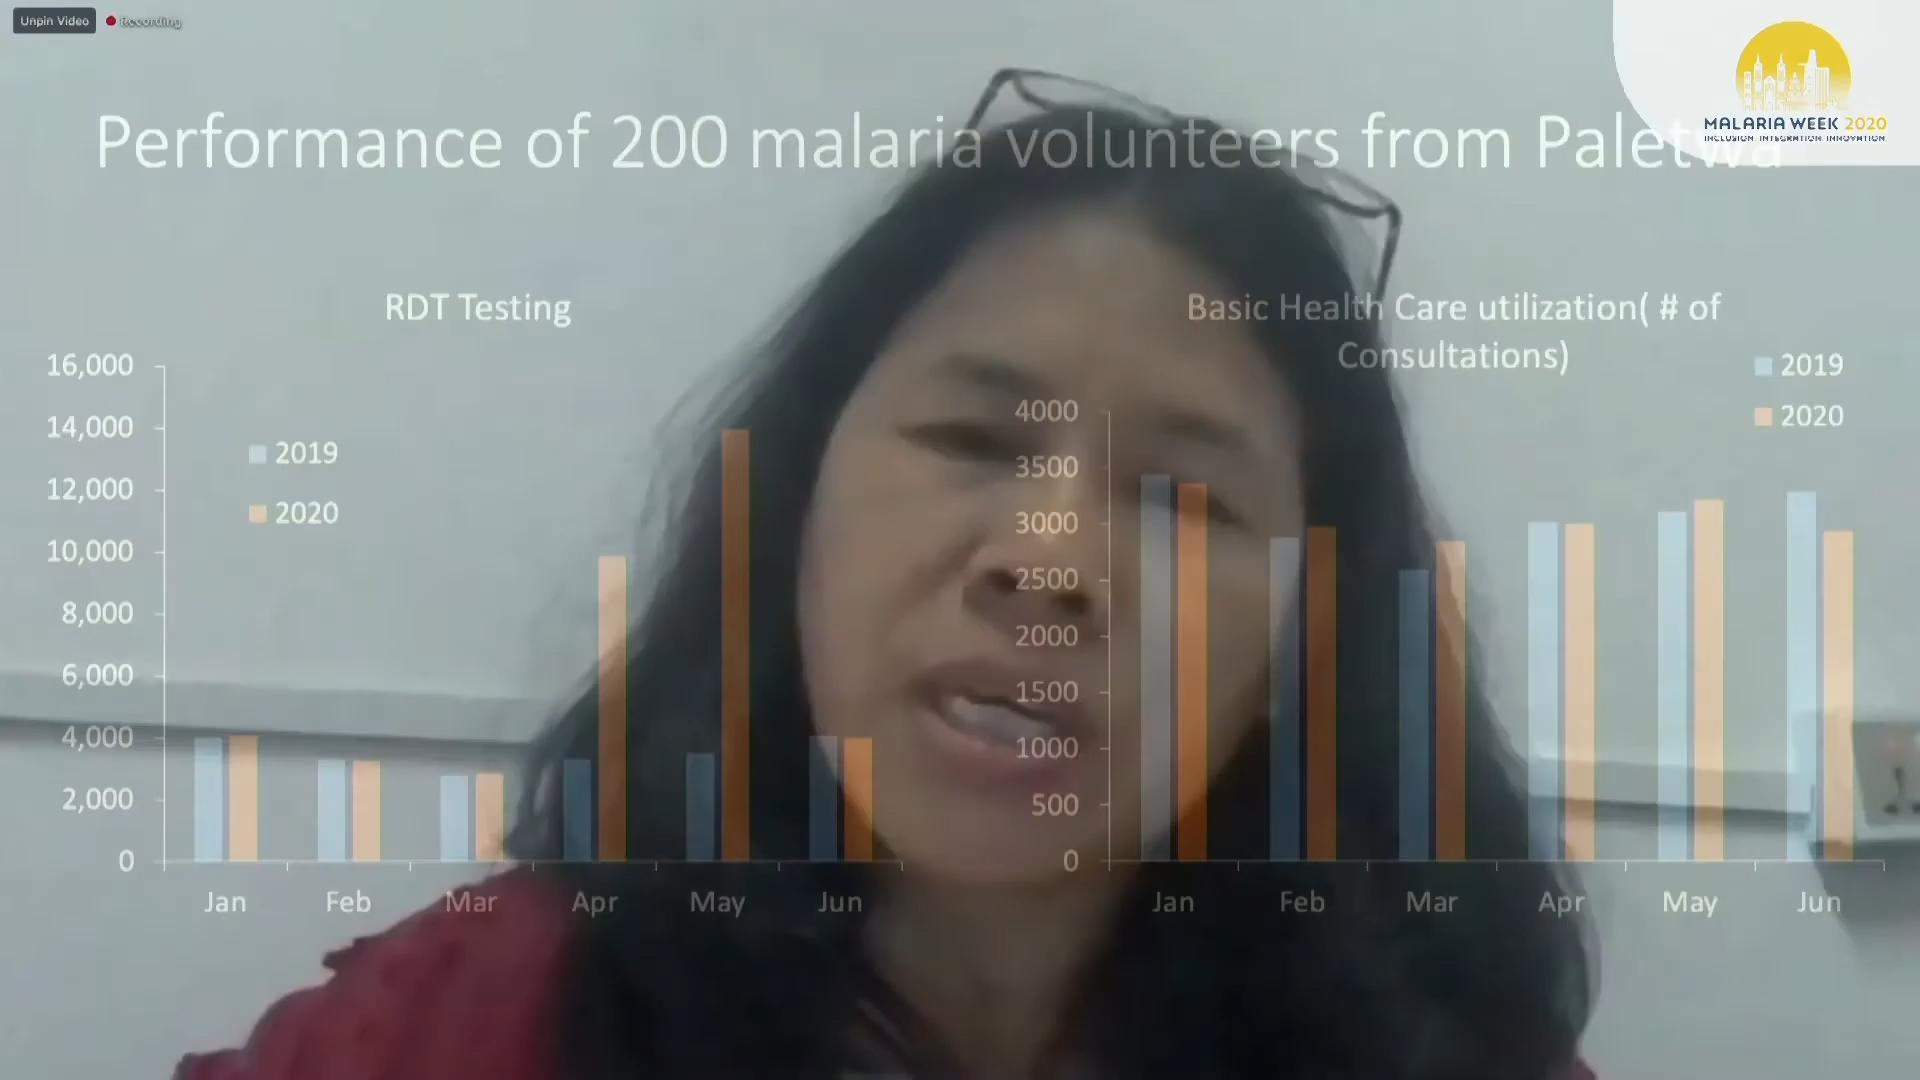 Unpin Video
Recording
MALARIA WEEK 2020
INCLUSION. INTEGRATION. INNOVATION.
Performance of 200 malaria volunteers from Paletwa
RDT Testing
16,000
14,000
12,000
10,000
8,000
6,000
4,000
2,000
0
2019
2020
Jan Feb Mar Apr May Jun
Basic Health Care utilization( # of
Consultations)
2019
2020
4000
3500
3000
2500
2000
1500
1000
500
0
Jan Feb Mar Apr May Jun